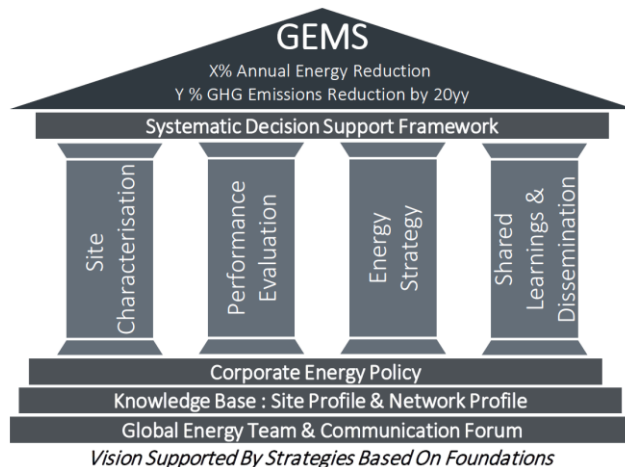 GEMS
X% Annual Energy Reduction
Y % GHG Emissions Reduction by 20yy
Systematic Decision Support Framework
Site
Characterisation
Performance
Evaluation
Energy
Strategy
Shared
Learnings &
Dissemination
Corporate Energy Policy
Knowledge Base : Site Profile & Network Profile
Global Energy Team & Communication Forum
Vision Supported By Strategies Based On Foundations